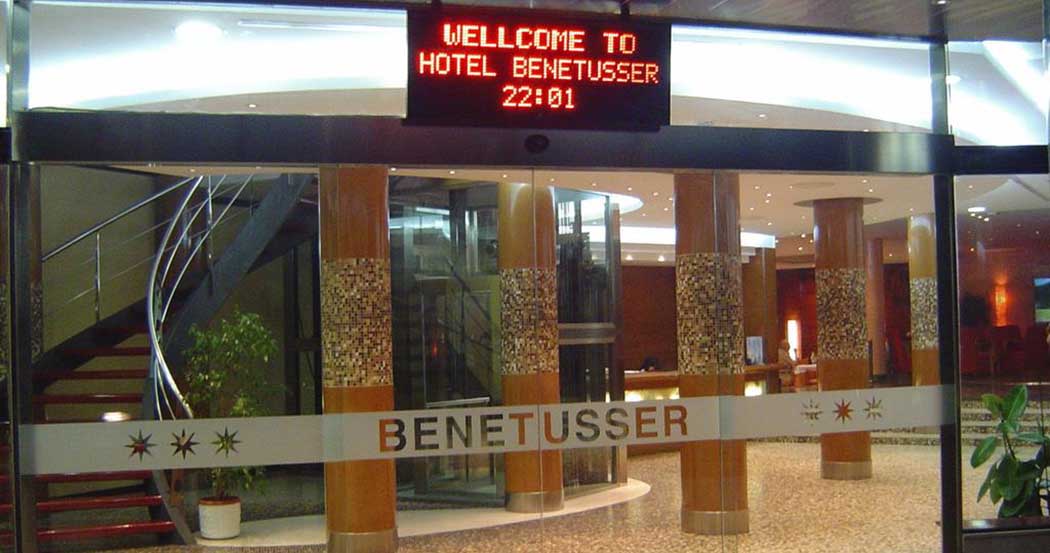 WELLCOME TO
HOTEL BENETUSSER
22:01
BENETUSSER